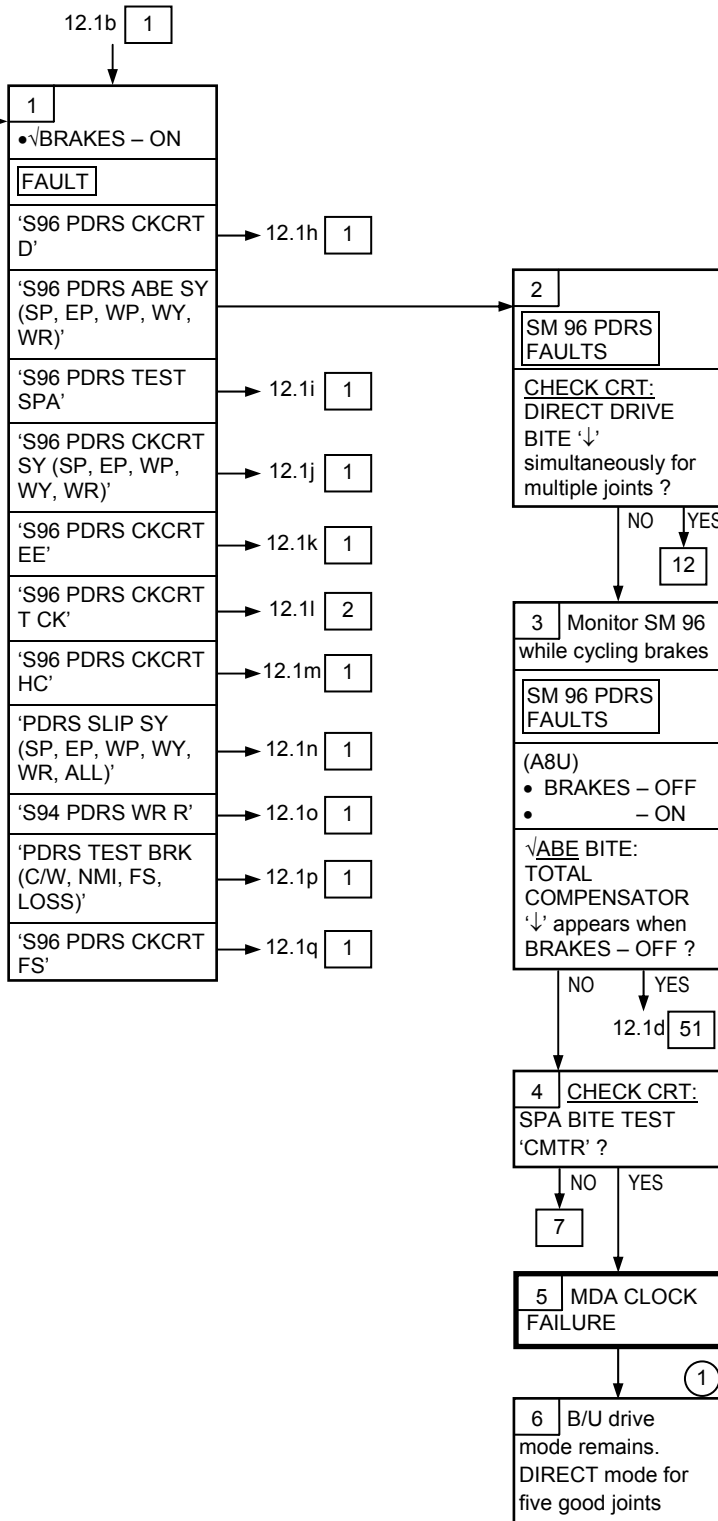 12.1b 1
1
•√BRAKES – ON
FAULT
‘S96 PDRS CKCRT
D’
12.1h 1
‘S96 PDRS ABE SY
(SP, EP, WP, WY,
WR)’
‘S96 PDRS TEST
SPA’
12.1i 1
‘S96 PDRS CKCRT
SY (SP, EP, WP,
WY, WR)’
12.1j 1
‘S96 PDRS CKCRT
EE’
12.1k 1
‘S96 PDRS CKCRT
T CK’
12.1l 2
‘S96 PDRS CKCRT
HC’
12.1m 1
‘PDRS SLIP SY
(SP, EP, WP, WY,
WR, ALL)’
12.1n 1
‘S94 PDRS WR R’
12.1o 1
‘PDRS TEST BRK
(C/W, NMI, FS,
LOSS)’
12.1p 1
‘S96 PDRS CKCRT
FS’
12.1q 1
2
SM 96 PDRS
FAULTS
CHECK CRT:
DIRECT DRIVE
BITE ‘↓’
simultaneously for
multiple joints ?
NO YES
12
3 Monitor SM 96
while cycling brakes
SM 96 PDRS
FAULTS
(A8U)
• BRAKES – OFF
• – ON
√ABE BITE:
TOTAL
COMPENSATOR
‘↓’ appears when
BRAKES – OFF ?
NO YES
12.1d 51
4 CHECK CRT:
SPA BITE TEST
‘CMTR’ ?
NO YES
7
5 MDA CLOCK
FAILURE
1
6 B/U drive
mode remains.
DIRECT mode for
five good joints